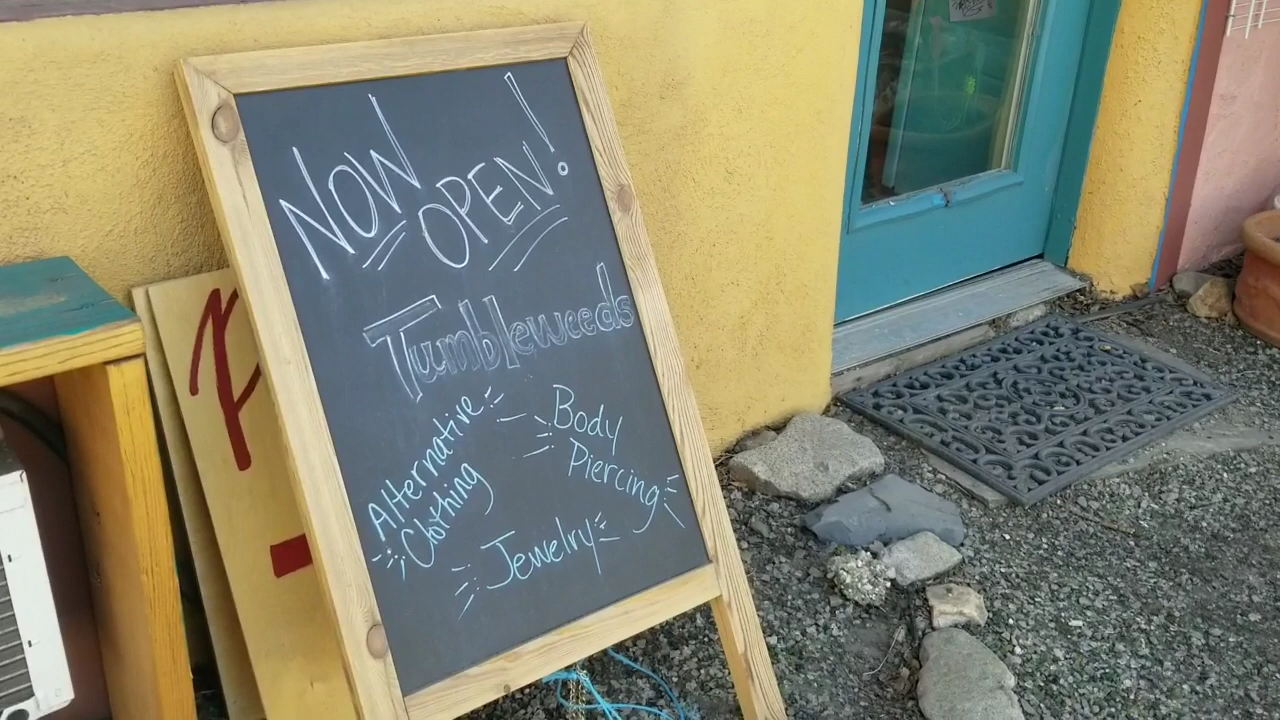 NOW
OPEN!
Tumbleweeds
Alternative
Clothing
Body
Piercing
Jewelry